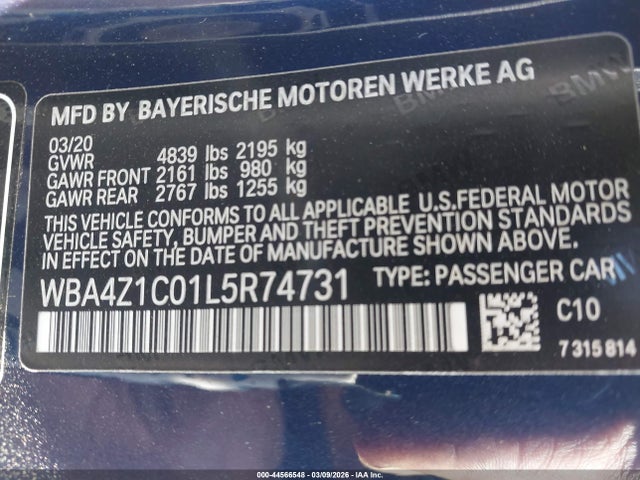 MFD BY BAYERISCHE MOTOREN WERKE AG
03/20
GVWR 4839 lbs 2195 kg
GAWR FRONT 2161 lbs 980 kg
GAWR REAR 2767 lbs 1255 kg
THIS VEHICLE CONFORMS TO ALL APPLICABLE U.S.FEDERAL MOTOR
VEHICLE SAFETY, BUMPER AND THEFT PREVENTION STANDARDS
IN EFFECT ON THE DATE OF MANUFACTURE SHOWN ABOVE.
WBA4Z1C01L5R74731 TYPE: PASSENGER CAR
C10
7 315 814
000-44566548 | 03/09/2026 | IAA Inc.